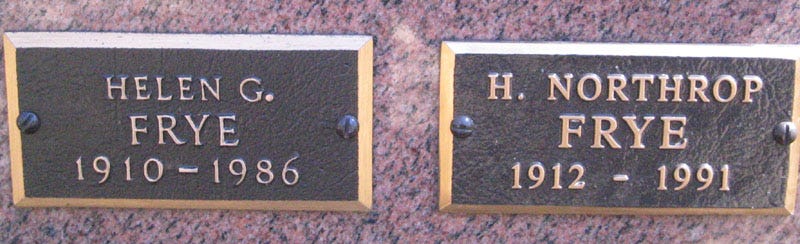 HELEN G.
FRYE
1910 - 1986
H. NORTHROP
FRYE
1912 - 1991